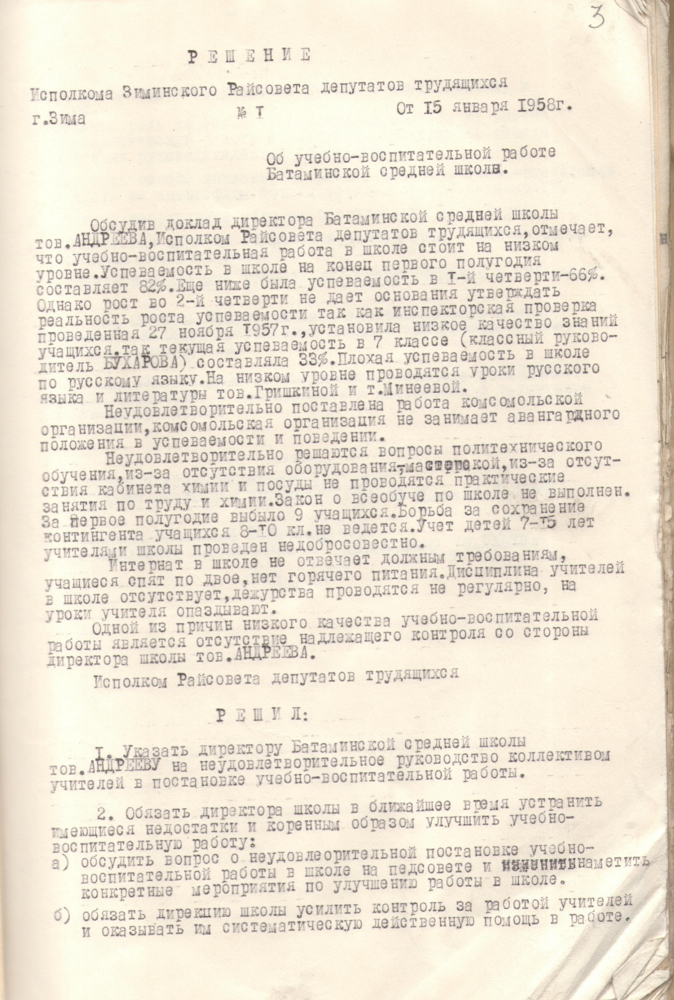 3
РЕШЕНИЕ
Исполкома Зиминского Райсовета депутатов трудящихся
г.Зима № I От I5 января I958г.
Об учебно-воспитательной работе
Батаминской средней школы.
Обсудив доклад директора Батаминской средней школы
тов.АНДРЕЕВА,Исполком Райсовета депутатов трудящихся,отмечает,
что учебно-воспитательная работа в школе стоит на низком
уровне.Успеваемость в школе на конец первого полугодия
составляет 82%.Еще ниже была успеваемость в I-й четверти-66%.
Однако рост во 2-й четверти не дает основания утверждать
реальность роста успеваемости так как инспекторская проверка
проведенная 27 ноября I957г.,установила низкое качество знаний
учащихся.так текущая успеваемость в 7 классе (классный руково-
дитель БУХАРОВА) составляла 33%.Плохая успеваемость в школе
по русскому языку.На низком уровне проводятся уроки русского
языка и литературы тов.Гришкиной и т.Минеевой.
Неудовлетворительно поставлена работа комсомольской
организации,комсомольская организация не занимает авангардного
положения в успеваемости и поведении.
Неудовлетворительно решаются вопросы политехнического
обучения,из-за отсутствия оборудования,мастерской,из-за отсут-
ствия кабинета химии и посуды не проводятся практические
занятия по труду и химии.Закон о всеобуче по школе не выполнен.
За первое полугодие выбыло 9 учащихся.Борьба за сохранение
контингента учащихся 8-IO кл.не ведется.Учет детей 7-I5 лет
учителями школы проведен недобросовестно.
Интернат в школе не отвечает должным требованиям,
учащиеся спят по двое,нет горячего питания.Дисциплина учителей
в школе отсутствует,дежурства проводятся не регулярно, на
уроки учителя опаздывают.
Одной из причин низкого качества учебно-воспитательной
работы является отсутствие надлежащего контроля со стороны
директора школы тов.АНДРЕЕВА.
Исполком Райсовета депутатов трудящихся
РЕШИЛ:
I. Указать директору Батаминской средней школы
тов.АНДРЕЕВУ на неудовлетворительное руководство коллективом
учителей в постановке учебно-воспитательной работы.
2. Обязать директора школы в ближайшее время устранить
имеющиеся недостатки и коренным образом улучшить учебно-
воспитательную работу:
а) обсудить вопрос о неудовлеорительной постановке учебно-
воспитательной работы в школе на педсовете и наметить
конкретные мероприятия по улучшению работы в школе.
б) обязать дирекцию школы усилить контроль за работой учителей
и оказывать им систематическую действенную помощь в работе.